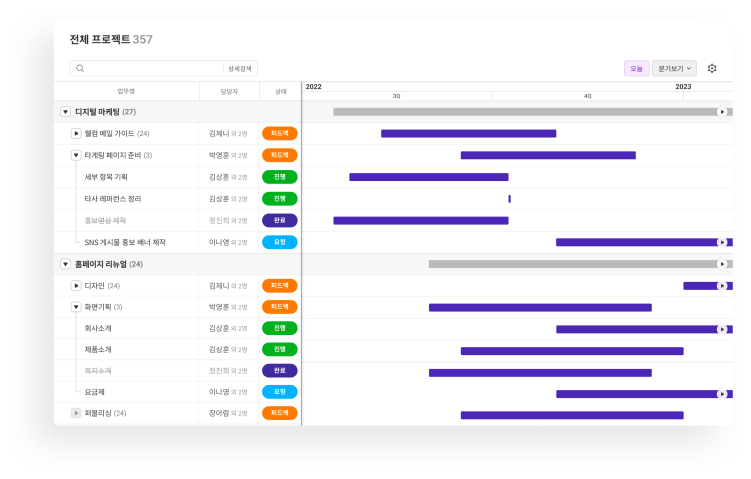 전체 프로젝트 357
상세검색 오늘 분기보기
업무명 담당자 상태 2022 2023
3Q 4Q
디지털 마케팅 (27)
웰컴 메일 가이드 (24) 김제니 외 2명 피드백
타게팅 페이지 준비 (3) 박영훈 외 2명 피드백
세부 항목 기획 김상훈 외 2명 진행
타사 레퍼런스 정리 김상훈 외 2명 진행
홍보영상 제작 정진희 외 2명 완료
SNS 게시물 홍보 배너 제작 이나영 외 2명 요청
홈페이지 리뉴얼 (24)
디자인 (24) 김제니 외 2명 피드백
화면기획 (3) 박영훈 외 2명 피드백
회사소개 김상훈 외 2명 진행
제품소개 김상훈 외 2명 진행
복지소개 정진희 외 2명 완료
요금제 이나영 외 2명 요청
퍼블리싱 (24) 장아람 외 2명 피드백